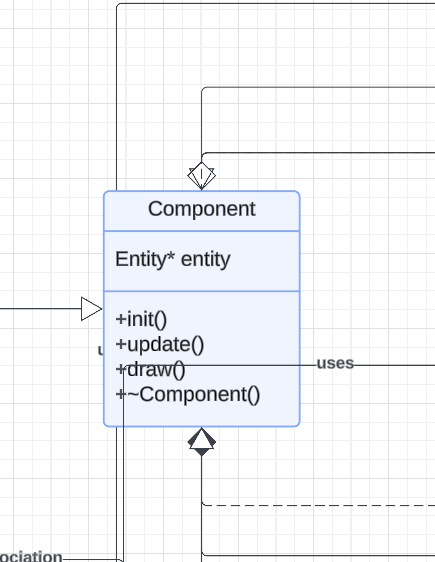 Component
Entity* entity
+init()
+update()
+draw()
uses
+~Component()
ociation